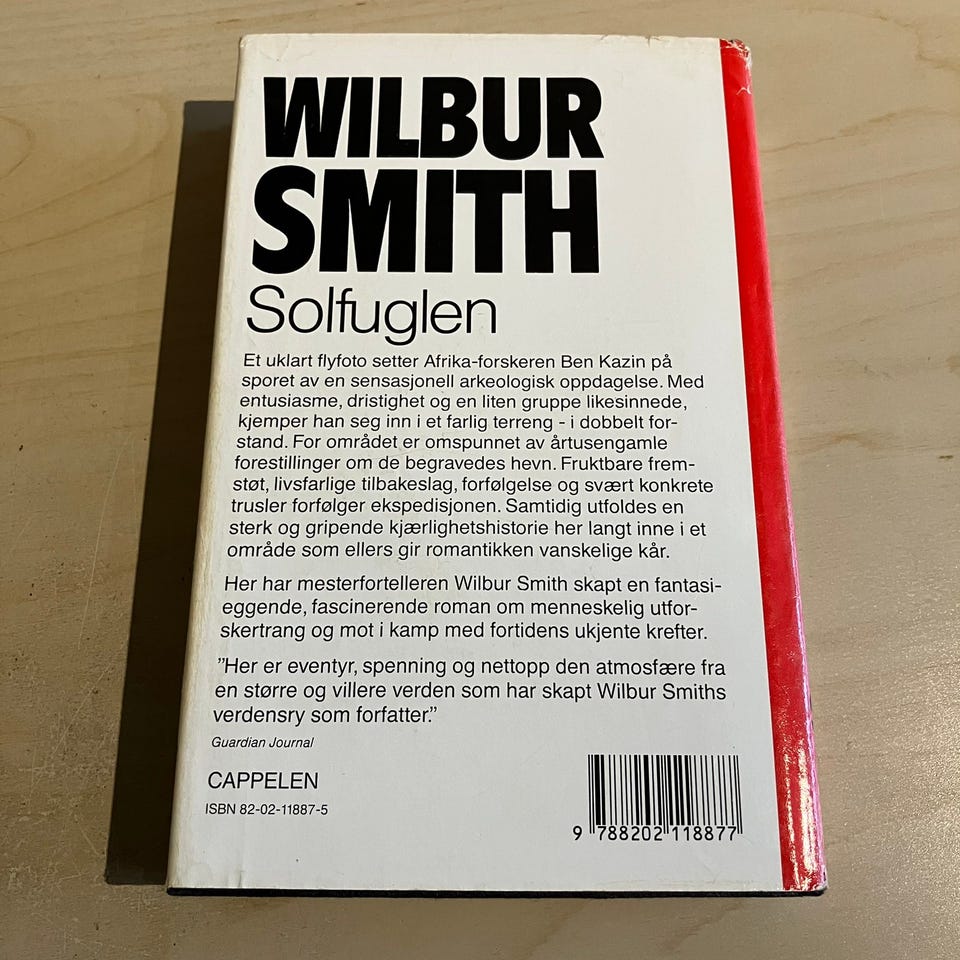 WILBUR
SMITH
Solfuglen
Et uklart flyfoto setter Afrika-forskeren Ben Kazin på
sporet av en sensasjonell arkeologisk oppdagelse. Med
entusiasme, dristighet og en liten gruppe likesinnede,
kjemper han seg inn i et farlig terreng - i dobbelt for-
stand. For området er omspunnet av årtusengamle
forestillinger om de begravedes hevn. Fruktbare frem-
støt, livsfarlige tilbakeslag, forfølgelse og svært konkrete
trusler forfølger ekspedisjonen. Samtidig utfoldes en
sterk og gripende kjærlighetshistorie her langt inne i et
område som ellers gir romantikken vanskelige kår.
Her har mesterfortelleren Wilbur Smith skapt en fantasi-
eggende, fascinerende roman om menneskelig utfor-
skertrang og mot i kamp med fortidens ukjente krefter.
"Her er eventyr, spenning og nettopp den atmosfære fra
en større og villere verden som har skapt Wilbur Smiths
verdensry som forfatter."
Guardian Journal
CAPPELEN
ISBN 82-02-11887-5
9 788202 118877